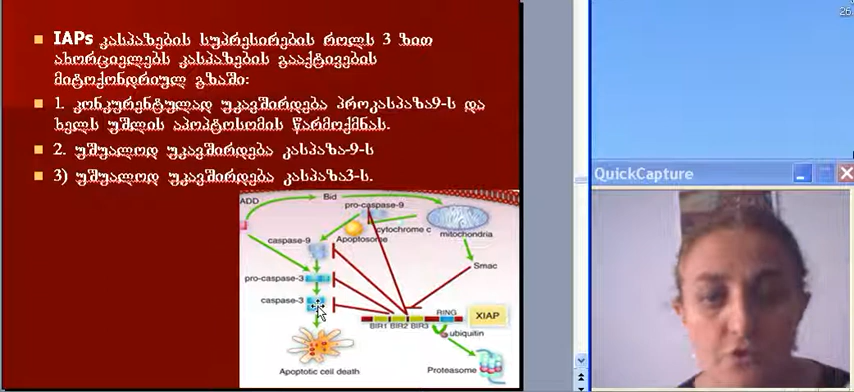 IAPs კასპაზების სუპრესირების როლს 3 ზით
ახორციელებს კასპაზების გააქტივების
მიტოქონდრიულ გზაში:
1. კონკურენტულად უკავშირდება პროკასპაზა9-ს და
ხელს უშლის აპოპტოსომის წარმოქმნას.
2. უშუალოდ უკავშირდება კასპაზა-9-ს
3) უშუალოდ უკავშირდება კასპაზა3-ს.
ADD
Bid
pro-caspase-9
cytochrome c
mitochondria
caspase-9
Apoptosome
Smac
pro-caspase-3
caspase-3
RING
XIAP
BIR1 BIR2 BIR3
ubiquitin
Apoptotic cell death
Proteasome
QuickCapture